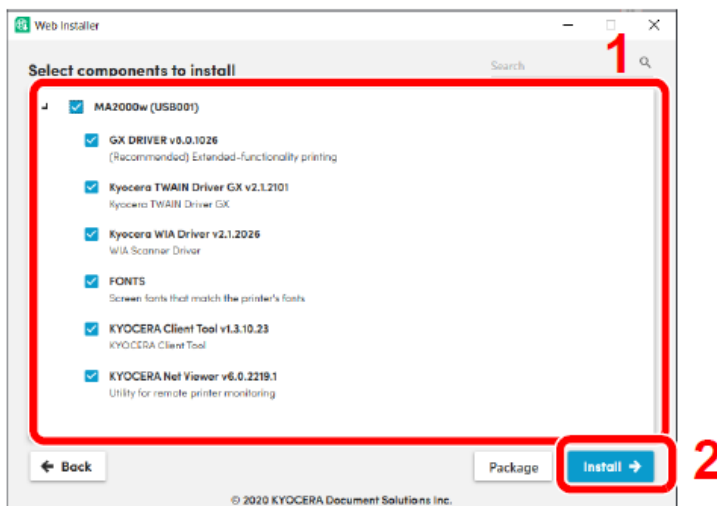 Web Installer
1
Select components to install
Search
MA2000w (USB001)
GX DRIVER v8.0.1026
(Recommended) Extended-functionality printing
Kyocera TWAIN Driver GX v2.1.2101
Kyocera TWAIN Driver GX
Kyocera WIA Driver v2.1.2026
WIA Scanner Driver
FONTS
Screen fonts that match the printer's fonts
KYOCERA Client Tool v1.3.10.23
KYOCERA Client Tool
KYOCERA Net Viewer v6.0.2219.1
Utility for remote printer monitoring
Back
Package
Install
2
© 2020 KYOCERA Document Solutions Inc.